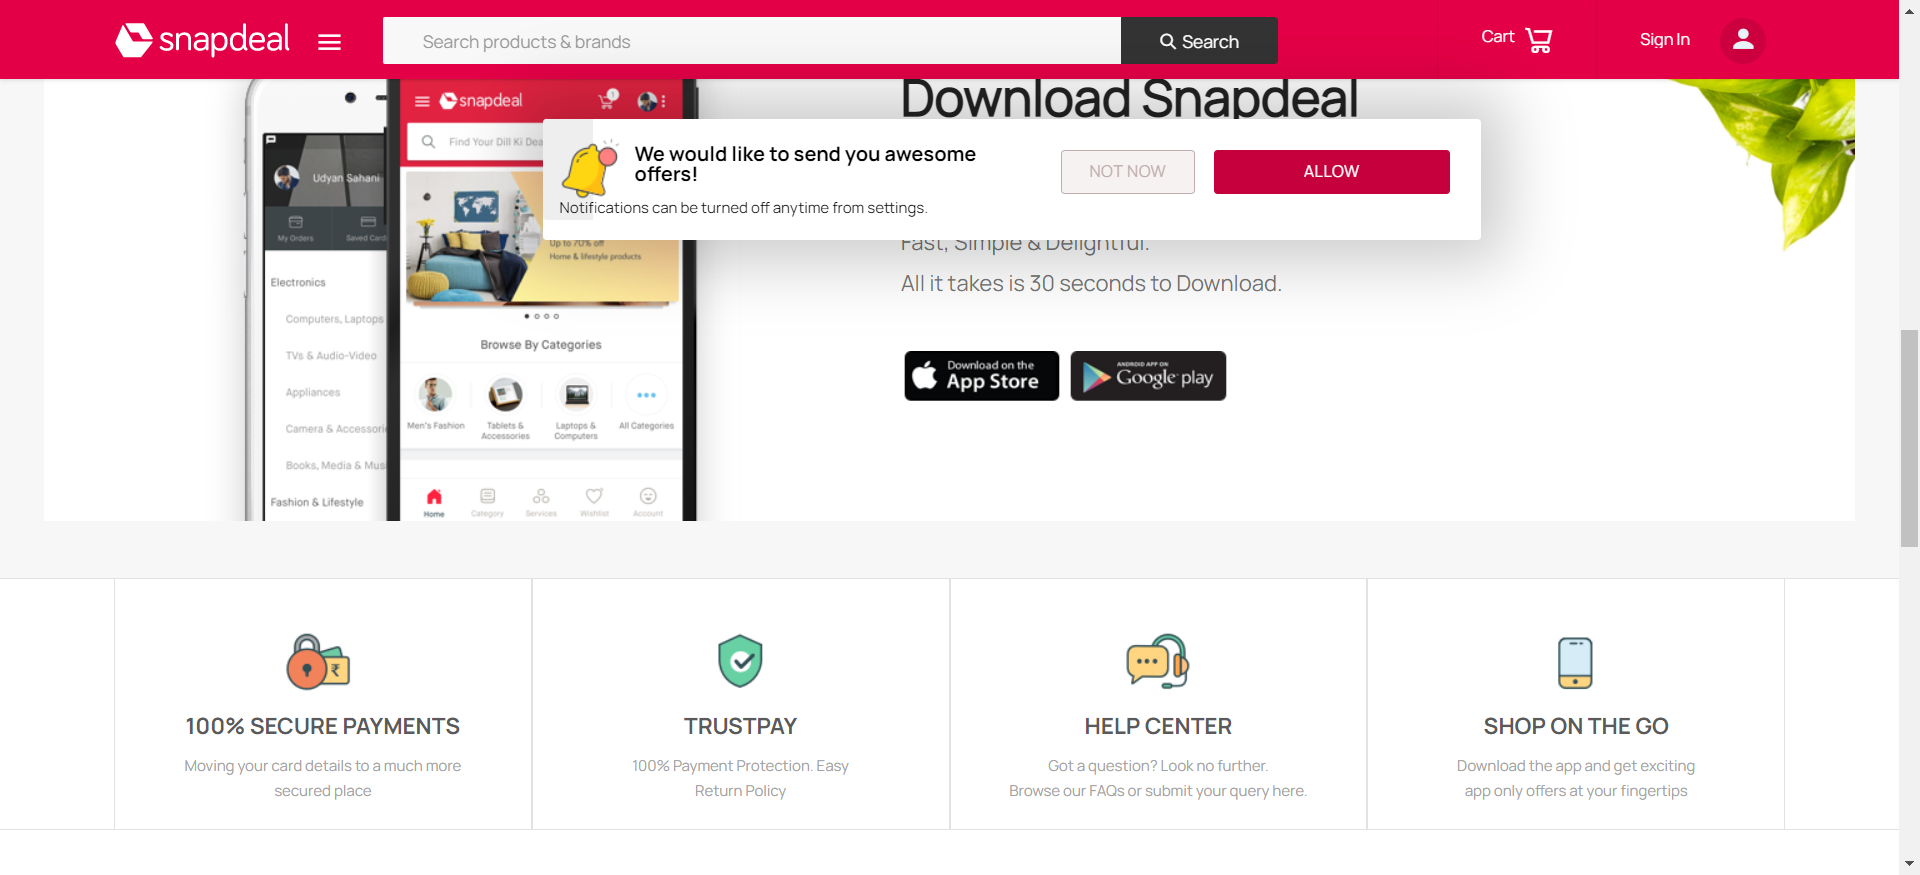 snapdeal
Search products & brands
Search
Cart
Sign In
Download Snapdeal
We would like to send you awesome
offers!
Notifications can be turned off anytime from settings.
NOT NOW
ALLOW
Fast, Simple & Delightful.
All it takes is 30 seconds to Download.
Download on the
App Store
ANDROID APP ON
Google play
snapdeal
1
Find Your Dill Ki Dea
Udyan Sahani
My Orders
Saved Card
Up to 70% off
Home & lifestyle products
Electronics
Computers, Laptops
TVs & Audio-Video
Appliances
Camera & Accessori
Books, Media & Mus
Fashion & Lifestyle
Browse By Categories
Men's Fashion
Tablets &
Accessories
Laptops &
Computers
All Categories
Home
Category
Services
Wishlist
Account
100% SECURE PAYMENTS
Moving your card details to a much more
secured place
TRUSTPAY
100% Payment Protection. Easy
Return Policy
HELP CENTER
Got a question? Look no further.
Browse our FAQs or submit your query here.
SHOP ON THE GO
Download the app and get exciting
app only offers at your fingertips